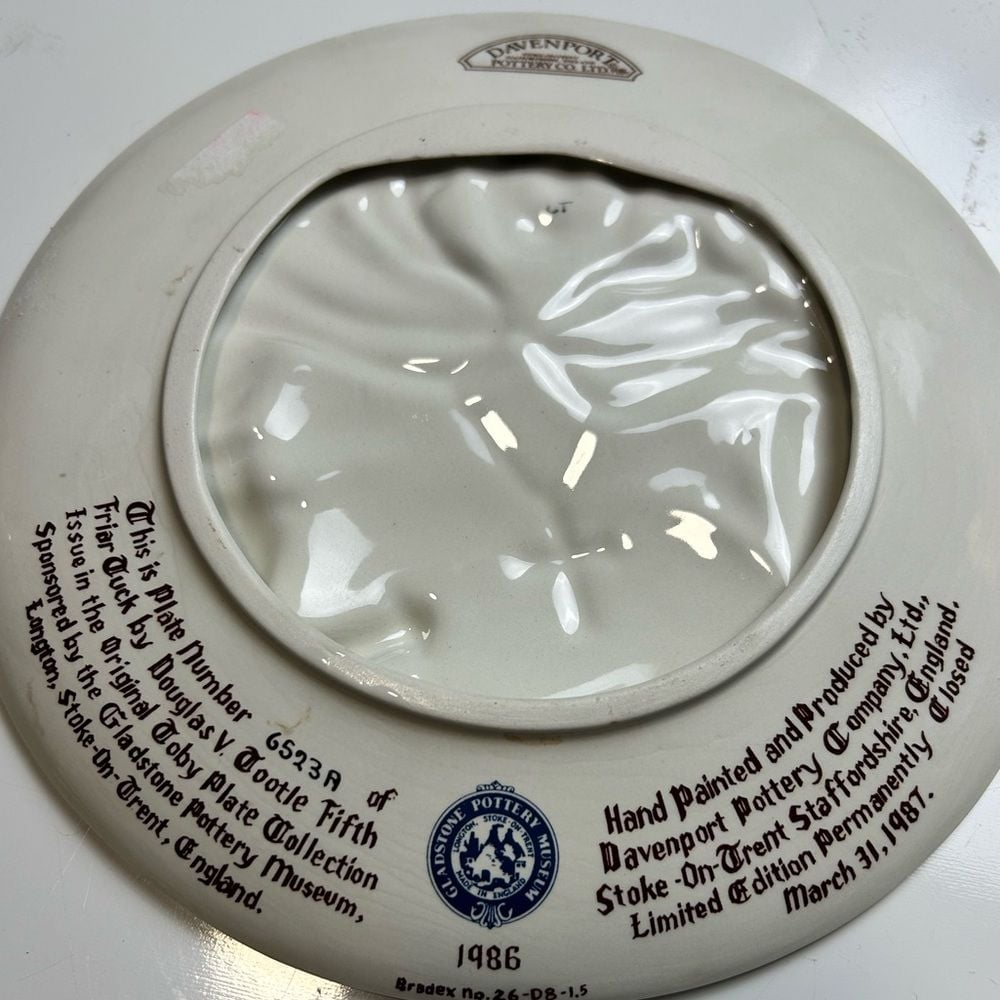 DAVENPORT
POTTERY CO. LTD.
GT
This is Plate Number 6523A of
Friar Tuck by Douglas V. Tootle Fifth
Issue in the Original Toby Plate Collection
Sponsored by the Gladstone Pottery Museum,
Longton, Stoke-On-Trent, England.
GLADSTONE POTTERY MUSEUM
LONGTON, STOKE-ON-TRENT
MADE IN ENGLAND
1986
Bradex no. 26-D8-1.5
Hand Painted and Produced by
Davenport Pottery Company, Ltd.,
Stoke-On-Trent Staffordshire, England.
Limited Edition Permanently Closed
March 31, 1987.